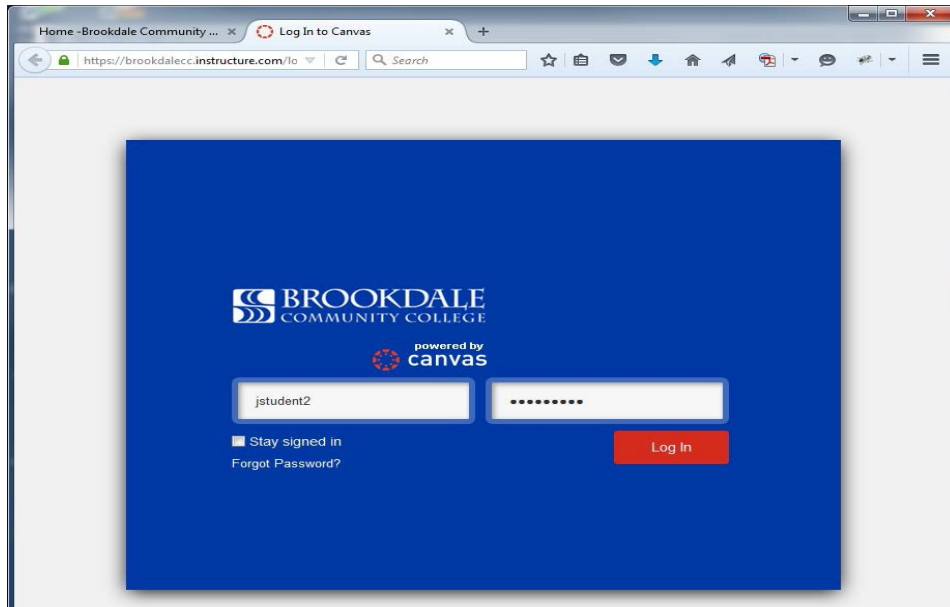 Home -Brookdale Community ...
Log In to Canvas
https://brookdalecc.instructure.com/lo
Search
BROOKDALE
COMMUNITY COLLEGE
powered by
canvas
jstudent2
•••••••••
Stay signed in
Log In
Forgot Password?